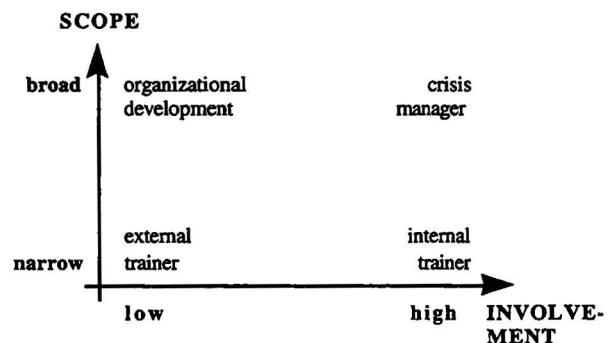 SCOPE
broad
organizational
development
crisis
manager
external
trainer
internal
trainer
narrow
low
high
INVOLVE-
MENT